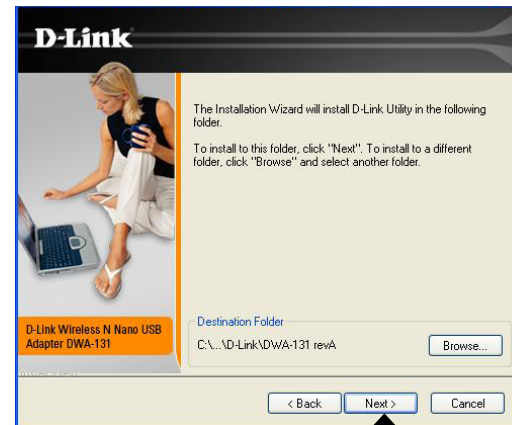 D-Link
The Installation Wizard will install D-Link Utility in the following
folder.
To install to this folder, click "Next". To install to a different
folder, click "Browse" and select another folder.
D-Link Wireless N Nano USB
Adapter DWA-131
Destination Folder
C:\...\D-Link\DWA-131 revA
Browse...
< Back
Next >
Cancel